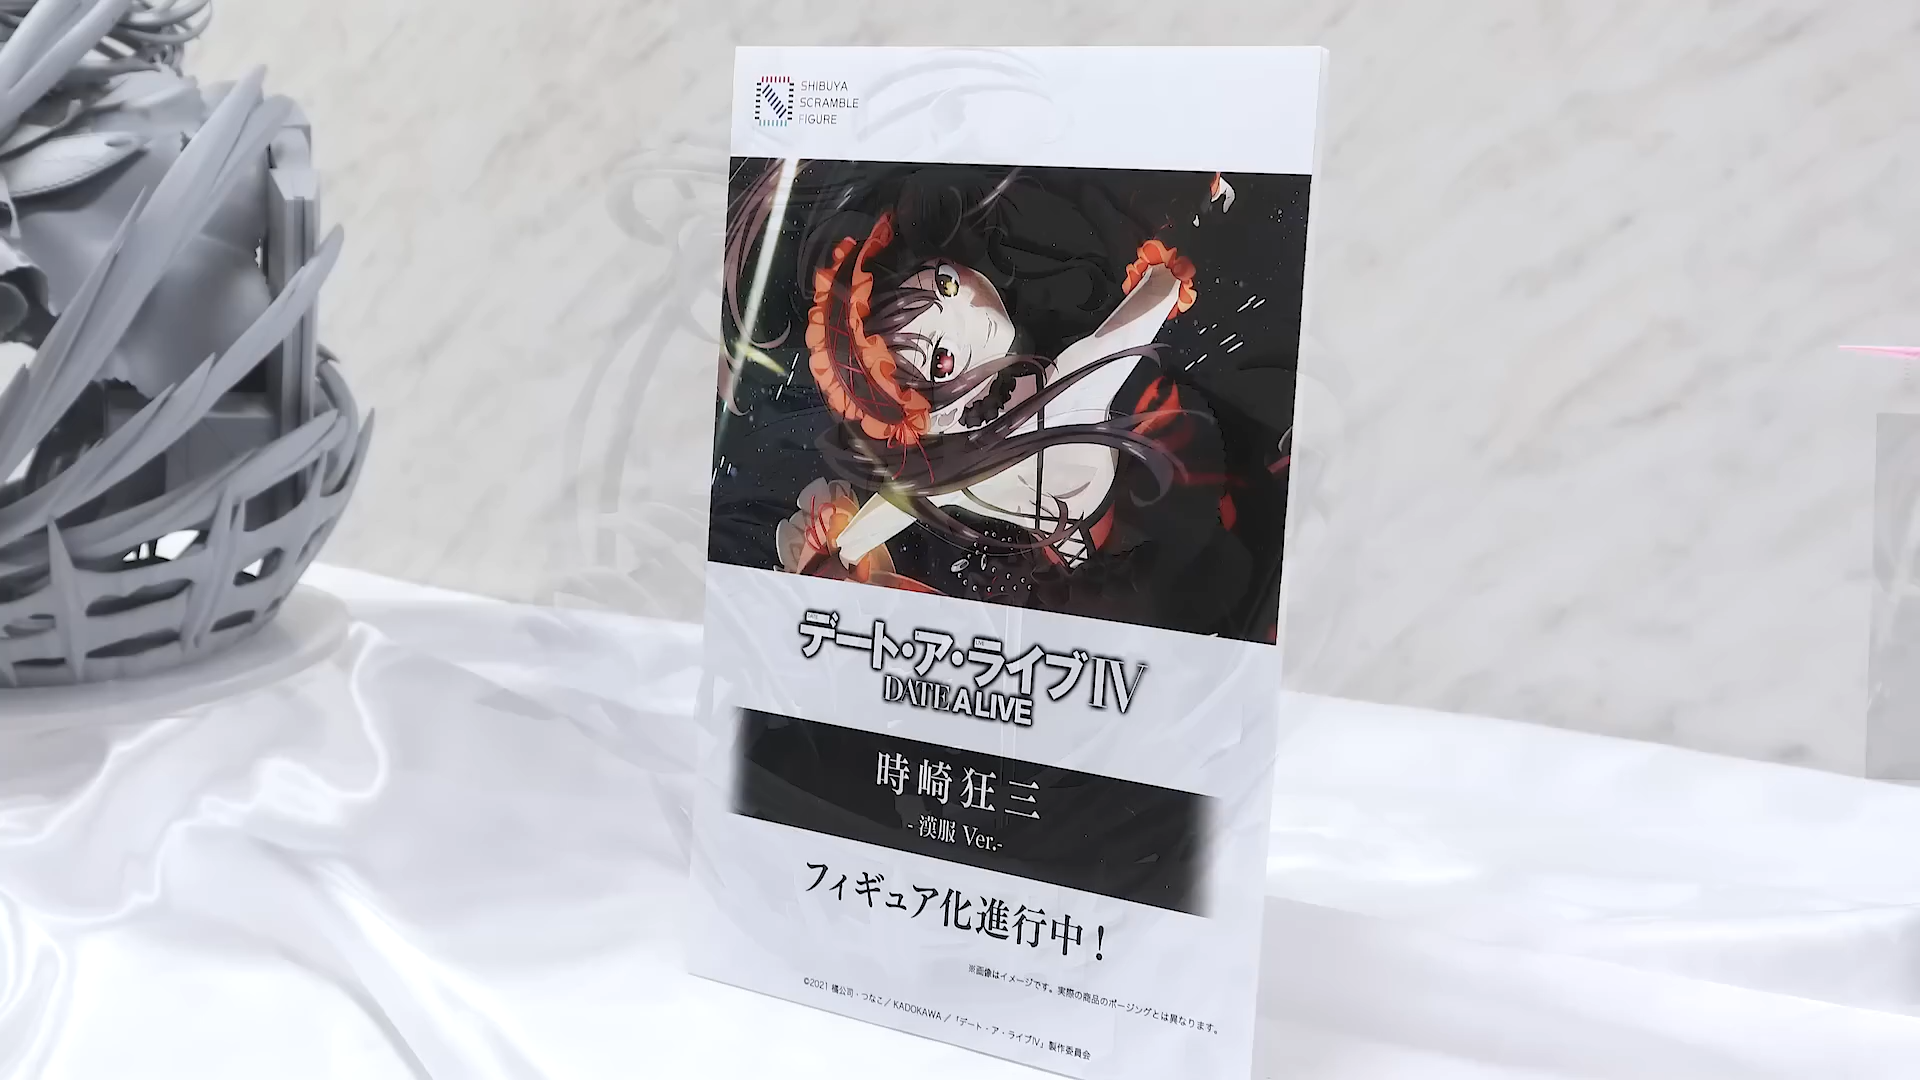 SHIBUYA
SCRAMBLE
FIGURE
デート・ア・ライブⅣ
DATE A LIVE
時崎狂三
- 漢服 Ver.-
フィギュア化進行中！
※画像はイメージです。実際の商品のポージングとは異なります。
©2021 橘公司・つなこ／KADOKAWA／「デート・ア・ライブⅣ」製作委員会